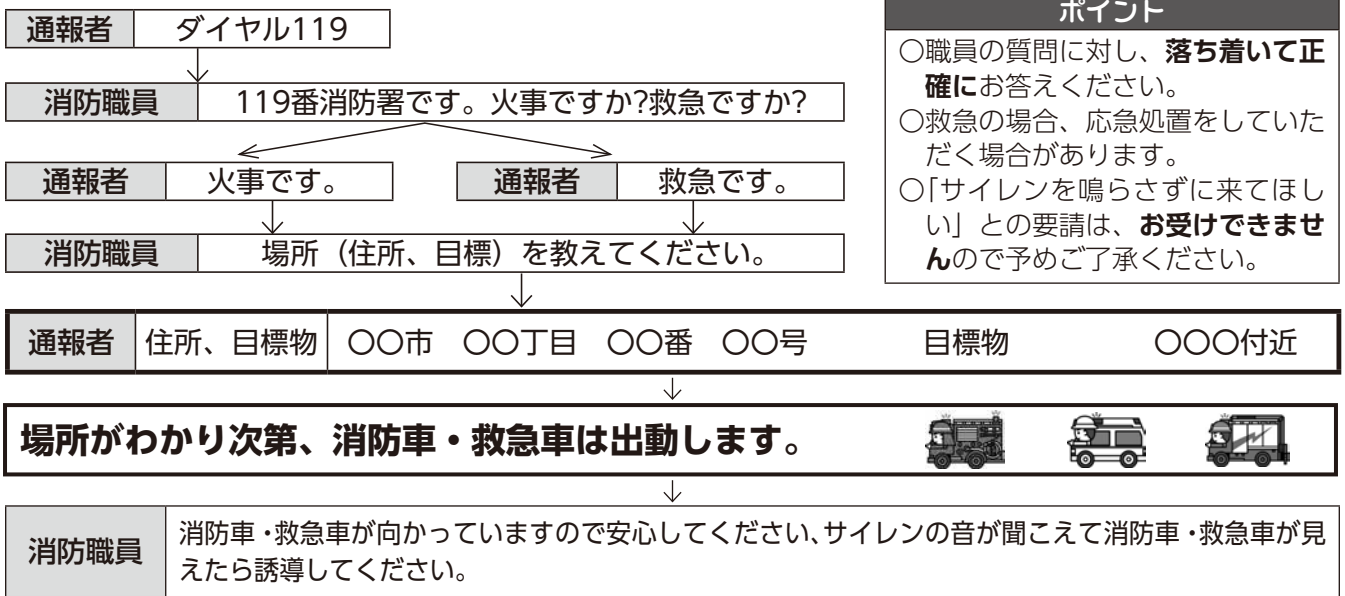 通報者 ダイヤル119
消防職員 119番消防署です。火事ですか?救急ですか?
通報者 火事です。 通報者 救急です。
消防職員 場所（住所、目標）を教えてください。
ポイント
○職員の質問に対し、落ち着いて正
確にお答えください。
○救急の場合、応急処置をしていた
だく場合があります。
○「サイレンを鳴らさずに来てほし
い」との要請は、お受けできませ
んので予めご了承ください。
通報者 住所、目標物 ○○市 ○○丁目 ○○番 ○○号 目標物 ○○○付近
場所がわかり次第、消防車・救急車は出動します。
消防職員 消防車・救急車が向かっていますので安心してください、サイレンの音が聞こえて消防車・救急車が見
えたら誘導してください。